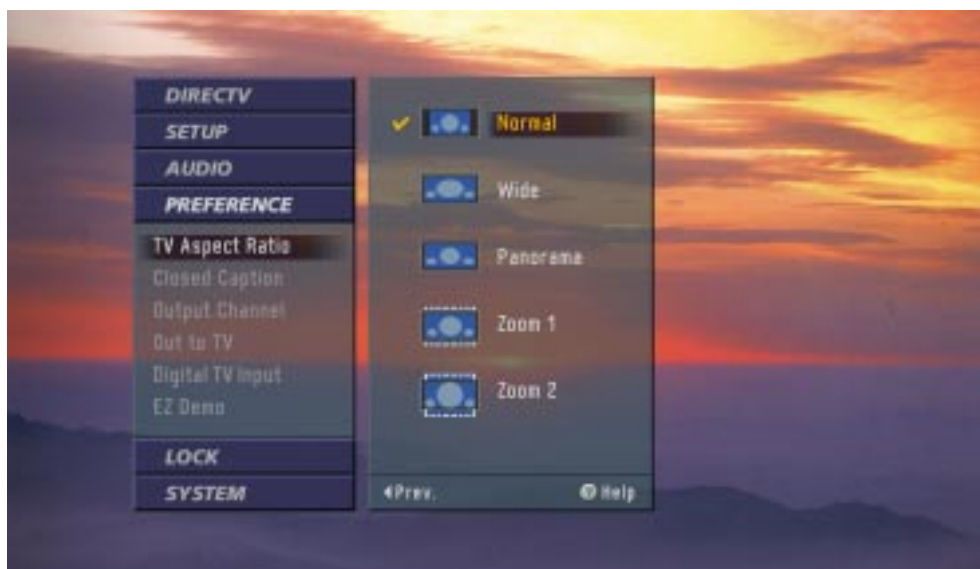 DIRECTV
SETUP
AUDIO
PREFERENCE
TV Aspect Ratio
Closed Caption
Output Channel
Out to TV
Digital TV Input
EZ Demo
LOCK
SYSTEM
Normal
Wide
Panorama
Zoom 1
Zoom 2
Prev.
Help